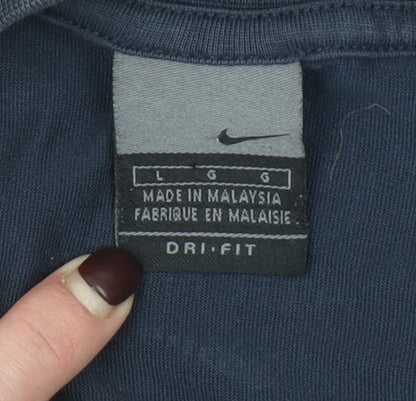 L G G
MADE IN MALAYSIA
FABRIQUE EN MALAISIE
DRI•FIT